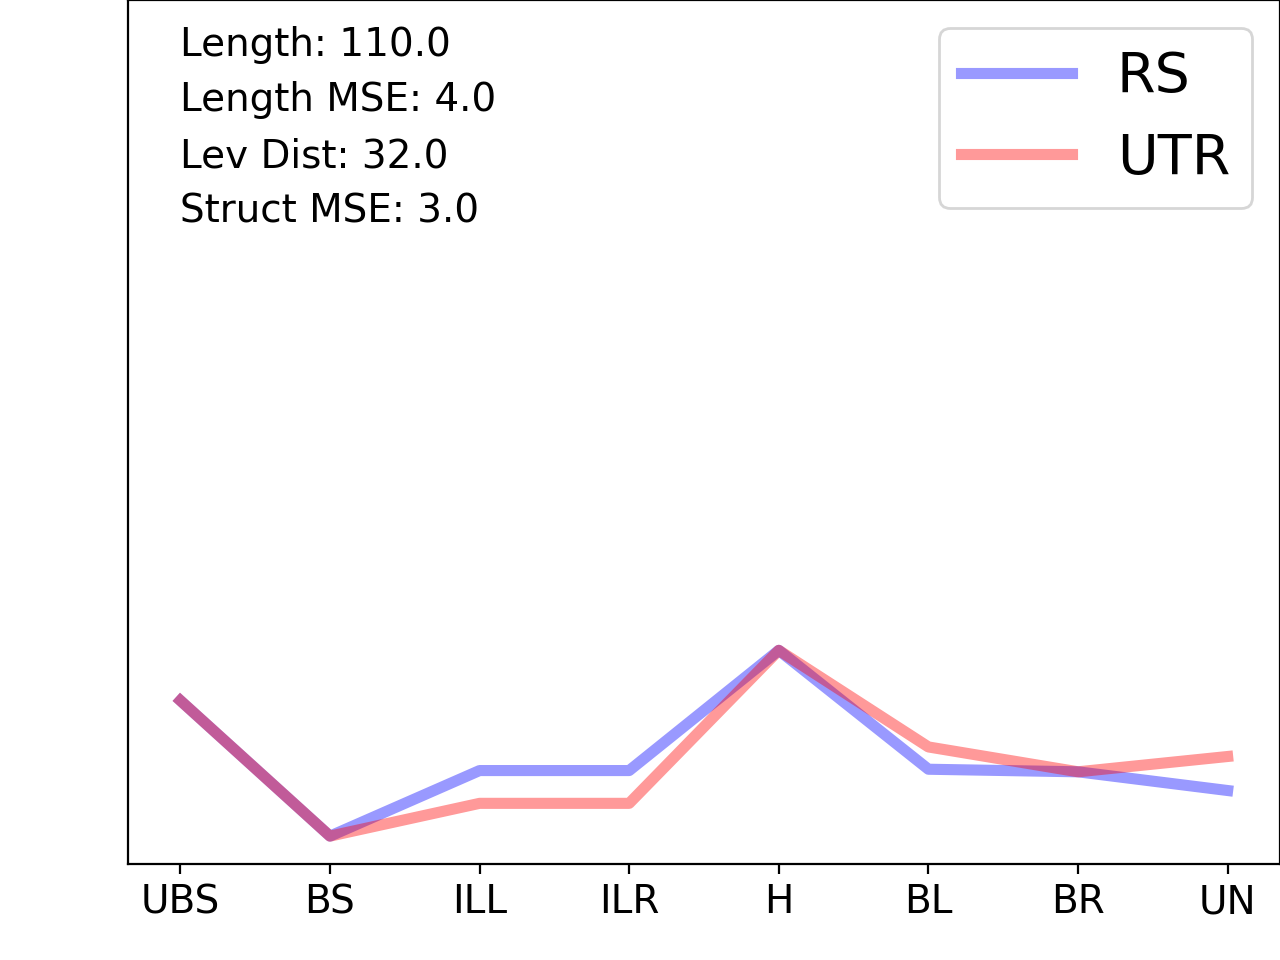 Length: 110.0
Length MSE: 4.0
Lev Dist: 32.0
Struct MSE: 3.0
RS
UTR
UBS BS ILL ILR H BL BR UN